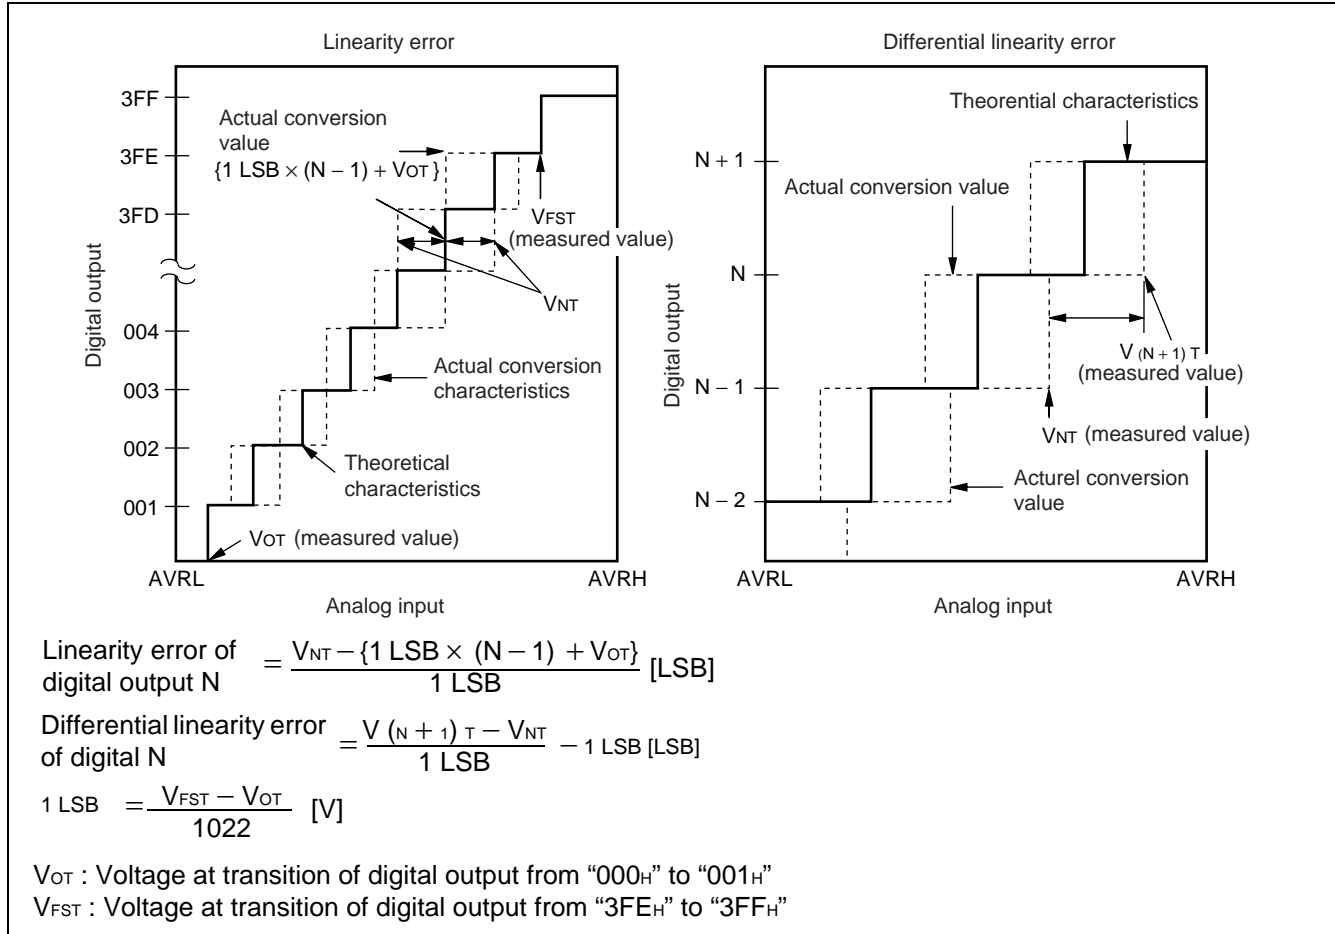 Linearity error
3FF
3FE
3FD
004
003
002
001
Digital output
Actual conversion
value
{1 LSB × (N − 1) + VOT}
VFST
(measured value)
VNT
Actual conversion
characteristics
Theoretical
characteristics
VOT (measured value)
AVRL
AVRH
Analog input
Differential linearity error
N + 1
N
N − 1
N − 2
Digital output
Theorential characteristics
Actual conversion value
V (N + 1) T
(measured value)
VNT (measured value)
Acturel conversion
value
AVRL
AVRH
Analog input
Linearity error of
digital output N
= VNT − {1 LSB × (N − 1) + VOT} / 1 LSB [LSB]
Differential linearity error
of digital N
= V (N + 1) T − VNT / 1 LSB − 1 LSB [LSB]
1 LSB = VFST − VOT / 1022 [V]
VOT : Voltage at transition of digital output from “000H” to “001H”
VFST : Voltage at transition of digital output from “3FEH” to “3FFH”